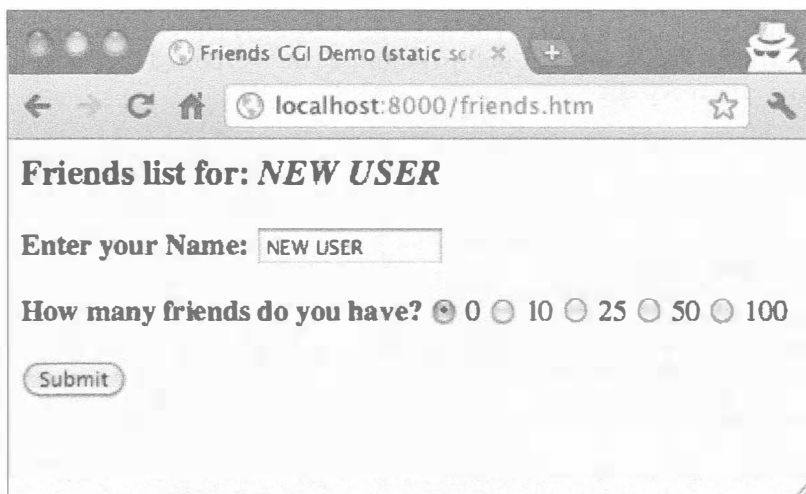 Friends CGI Demo (static scr
localhost:8000/friends.htm
Friends list for: NEW USER
Enter your Name: NEW USER
How many friends do you have? 0 10 25 50 100
Submit